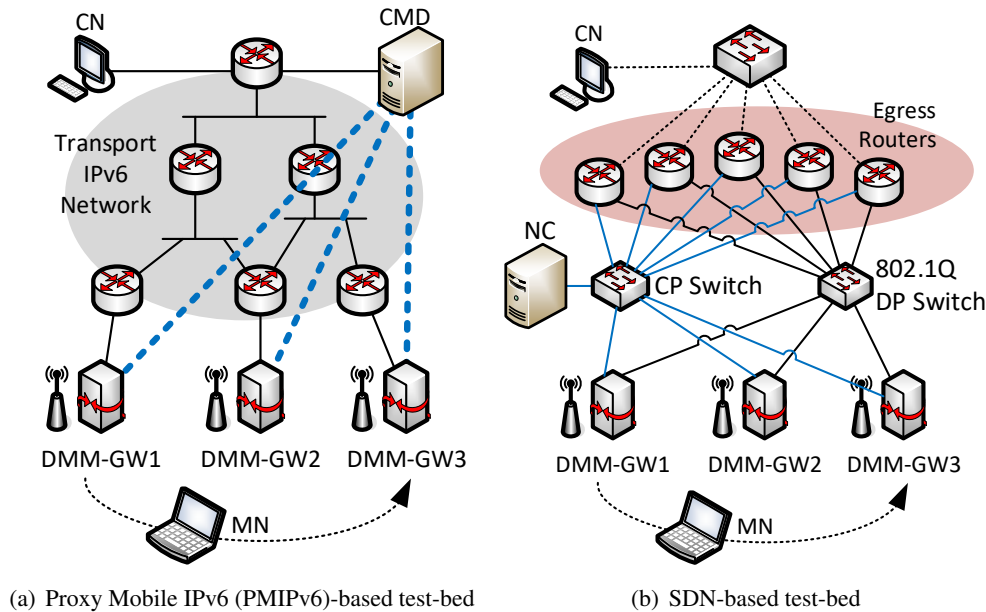 CN
CMD
Transport
IPv6
Network
DMM-GW1
DMM-GW2
DMM-GW3
MN
(a) Proxy Mobile IPv6 (PMIPv6)-based test-bed
CN
Egress
Routers
NC
CP Switch
802.1Q
DP Switch
DMM-GW1
DMM-GW2
DMM-GW3
MN
(b) SDN-based test-bed